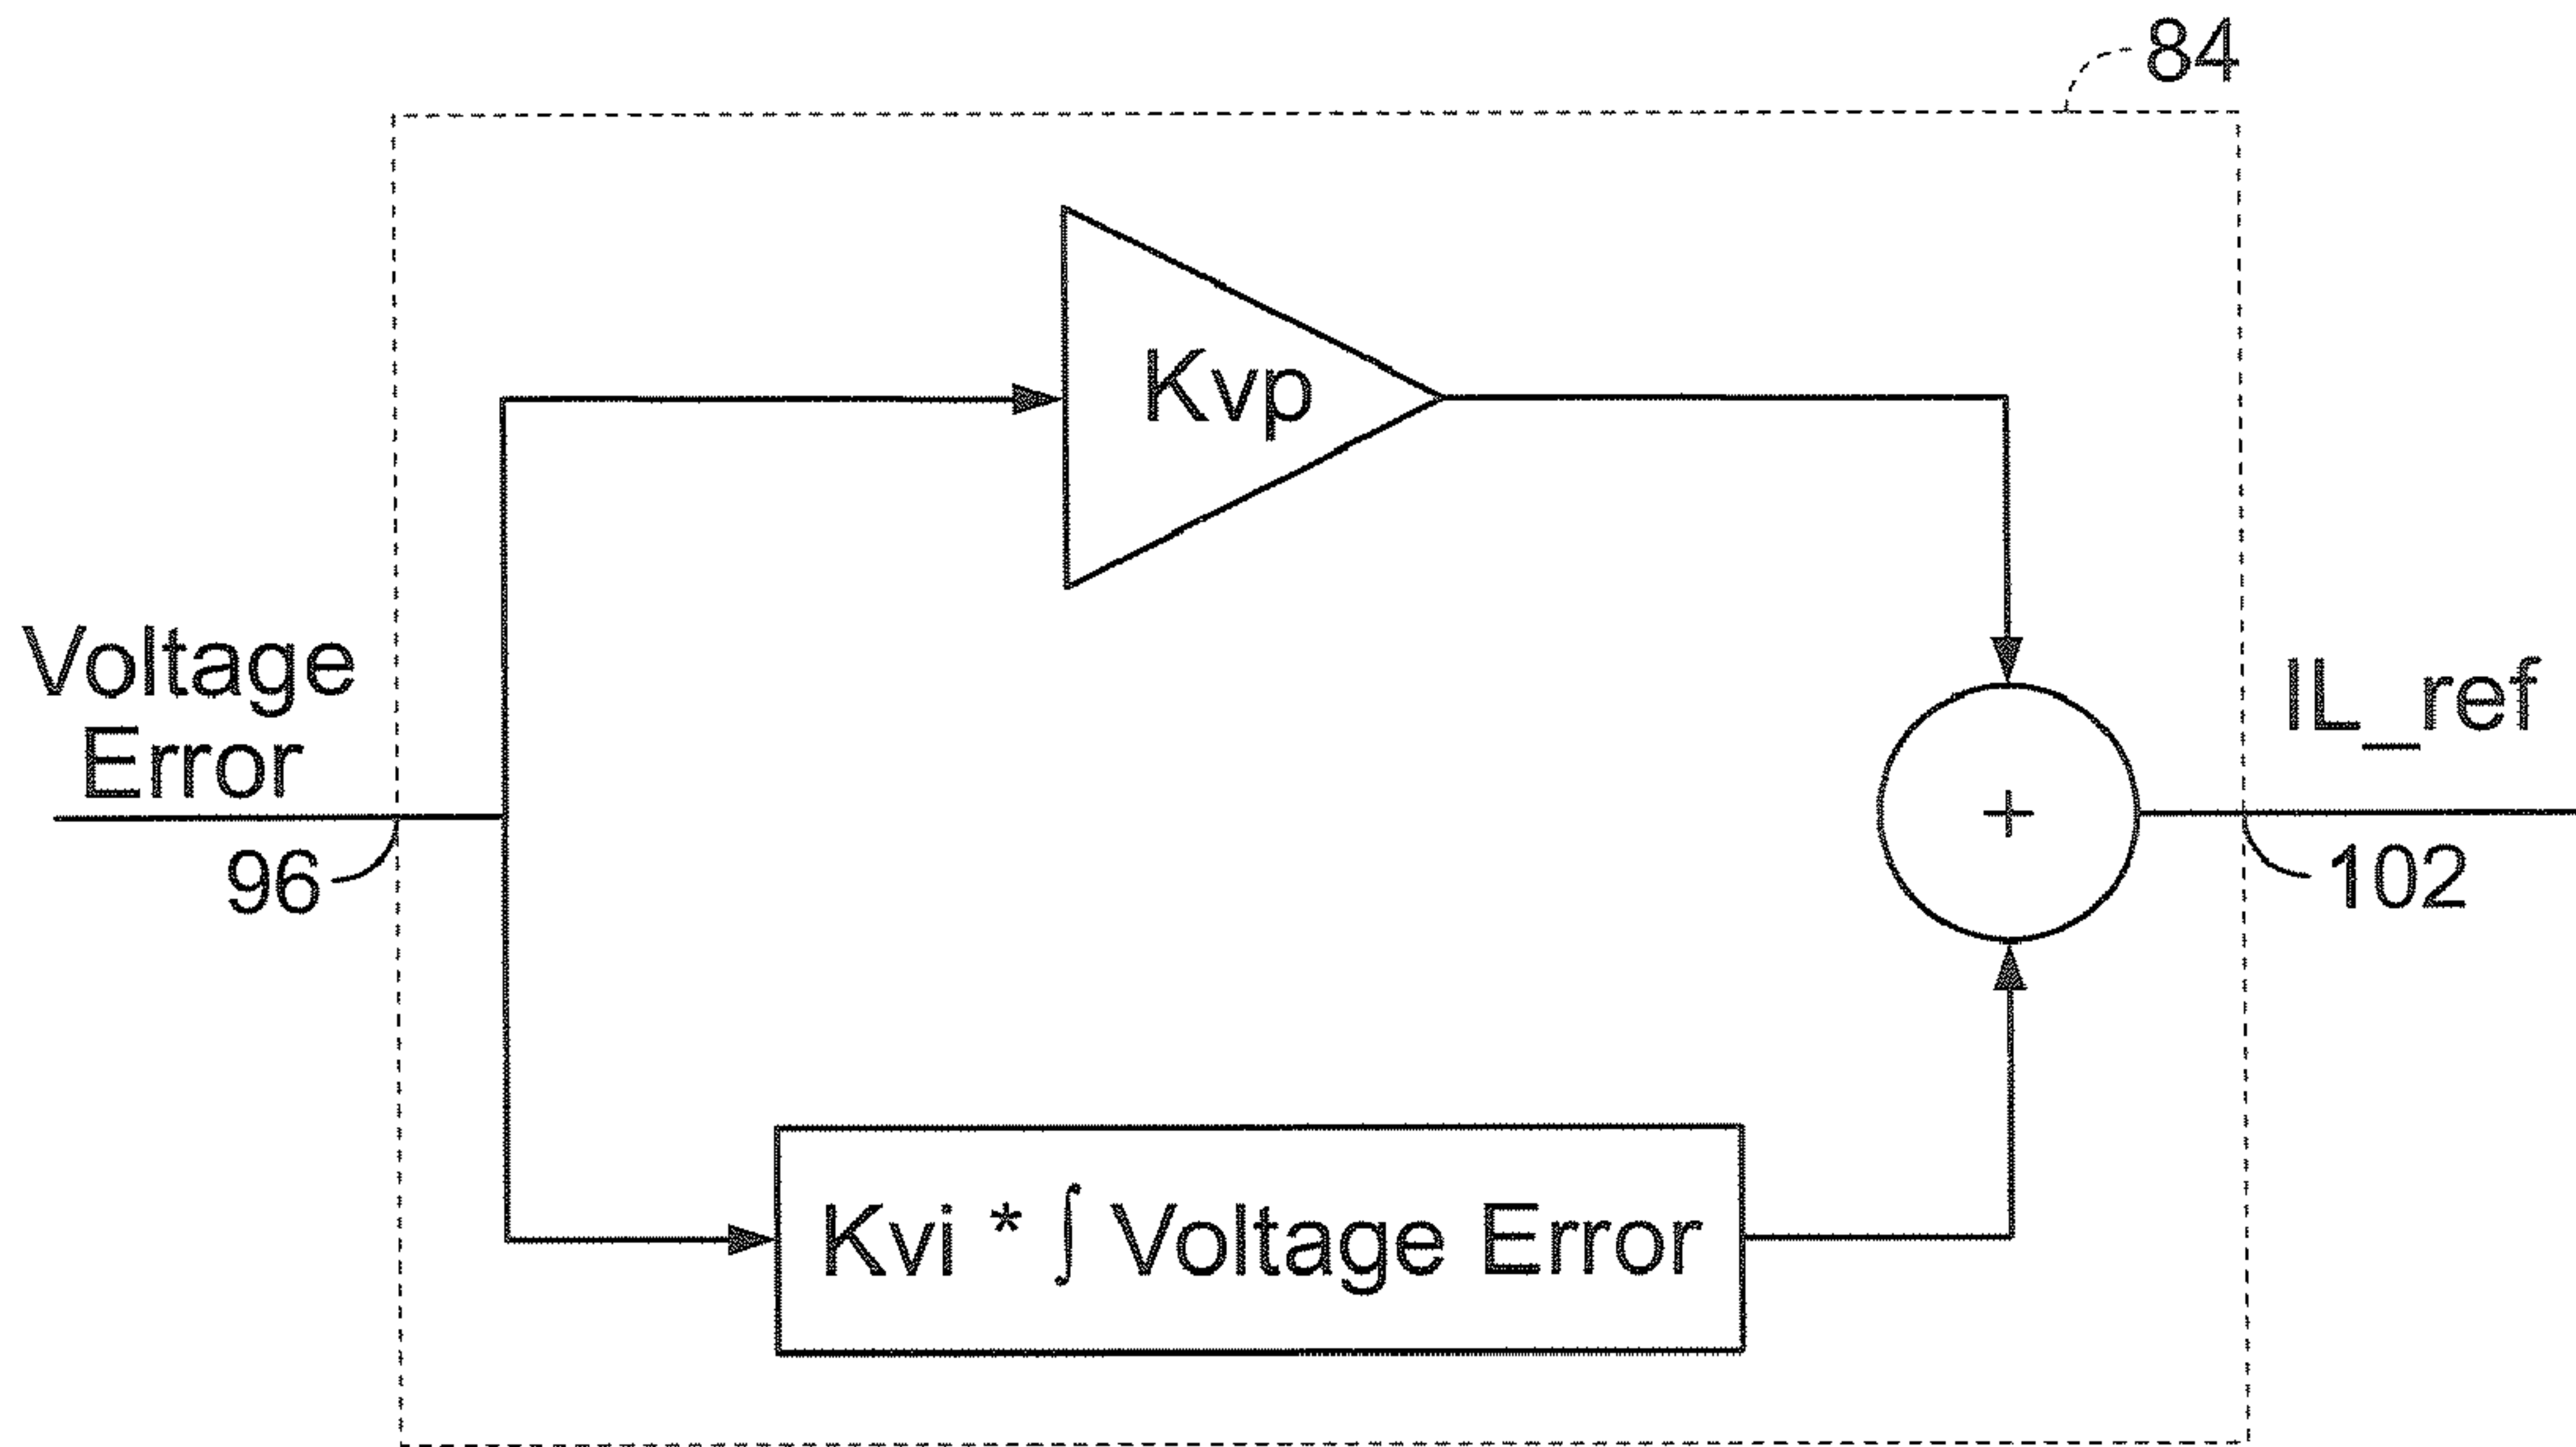 84
Kvp
Voltage
Error
96
IL_ref
102
+
Kvi * ∫ Voltage Error